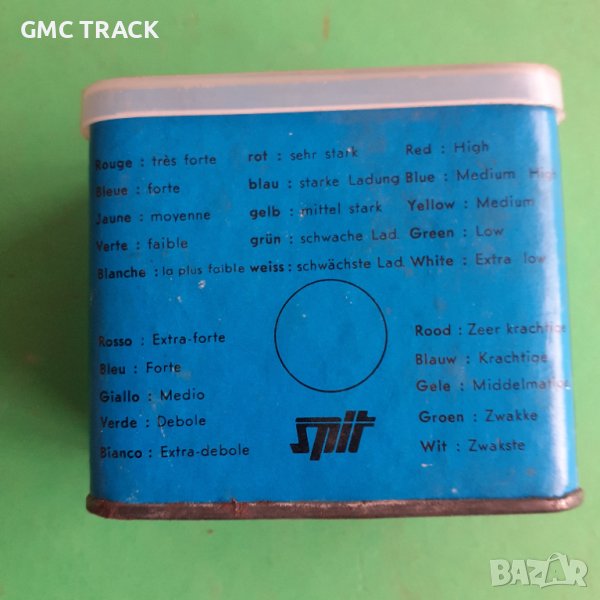 GMC TRACK
Rouge : très forte
Bleue : forte
Jaune : moyenne
Verte : faible
Blanche : la plus faible
rot : sehr stark
blau : starke Ladung
gelb : mittel stark
grün : schwache Lad.
weiss : schwächste Lad.
Red : High
Blue : Medium High
Yellow : Medium
Green : Low
White : Extra low
Rosso : Extra-forte
Bleu : Forte
Giallo : Medio
Verde : Debole
Bianco : Extra-debole
spit
Rood : Zeer krachtige
Blauw : Krachtige
Gele : Middelmatige
Groen : Zwakke
Wit : Zwakste
BAZAR